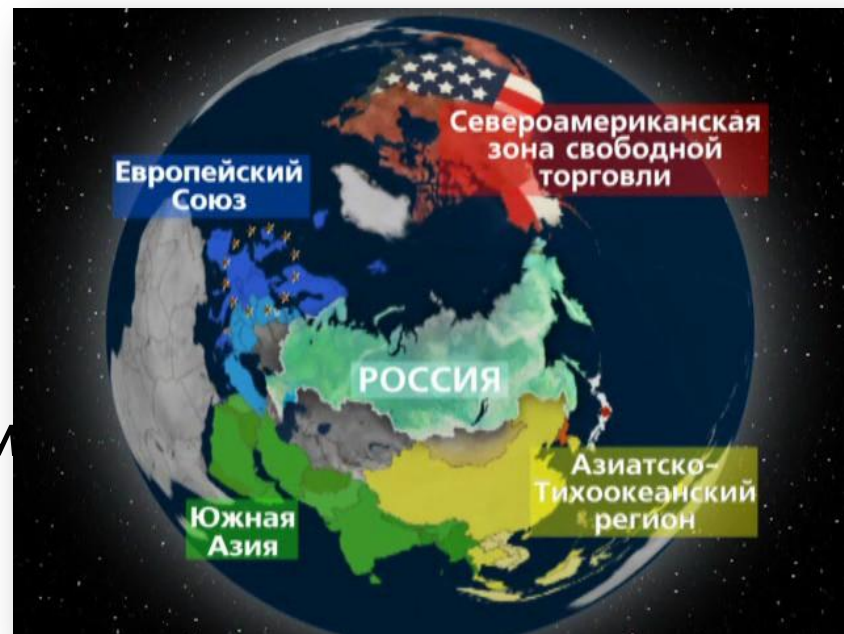 Североамериканская
зона свободной
торговли
Европейский
Союз
РОССИЯ
Азиатско-
Тихоокеанский
регион
Южная
Азия